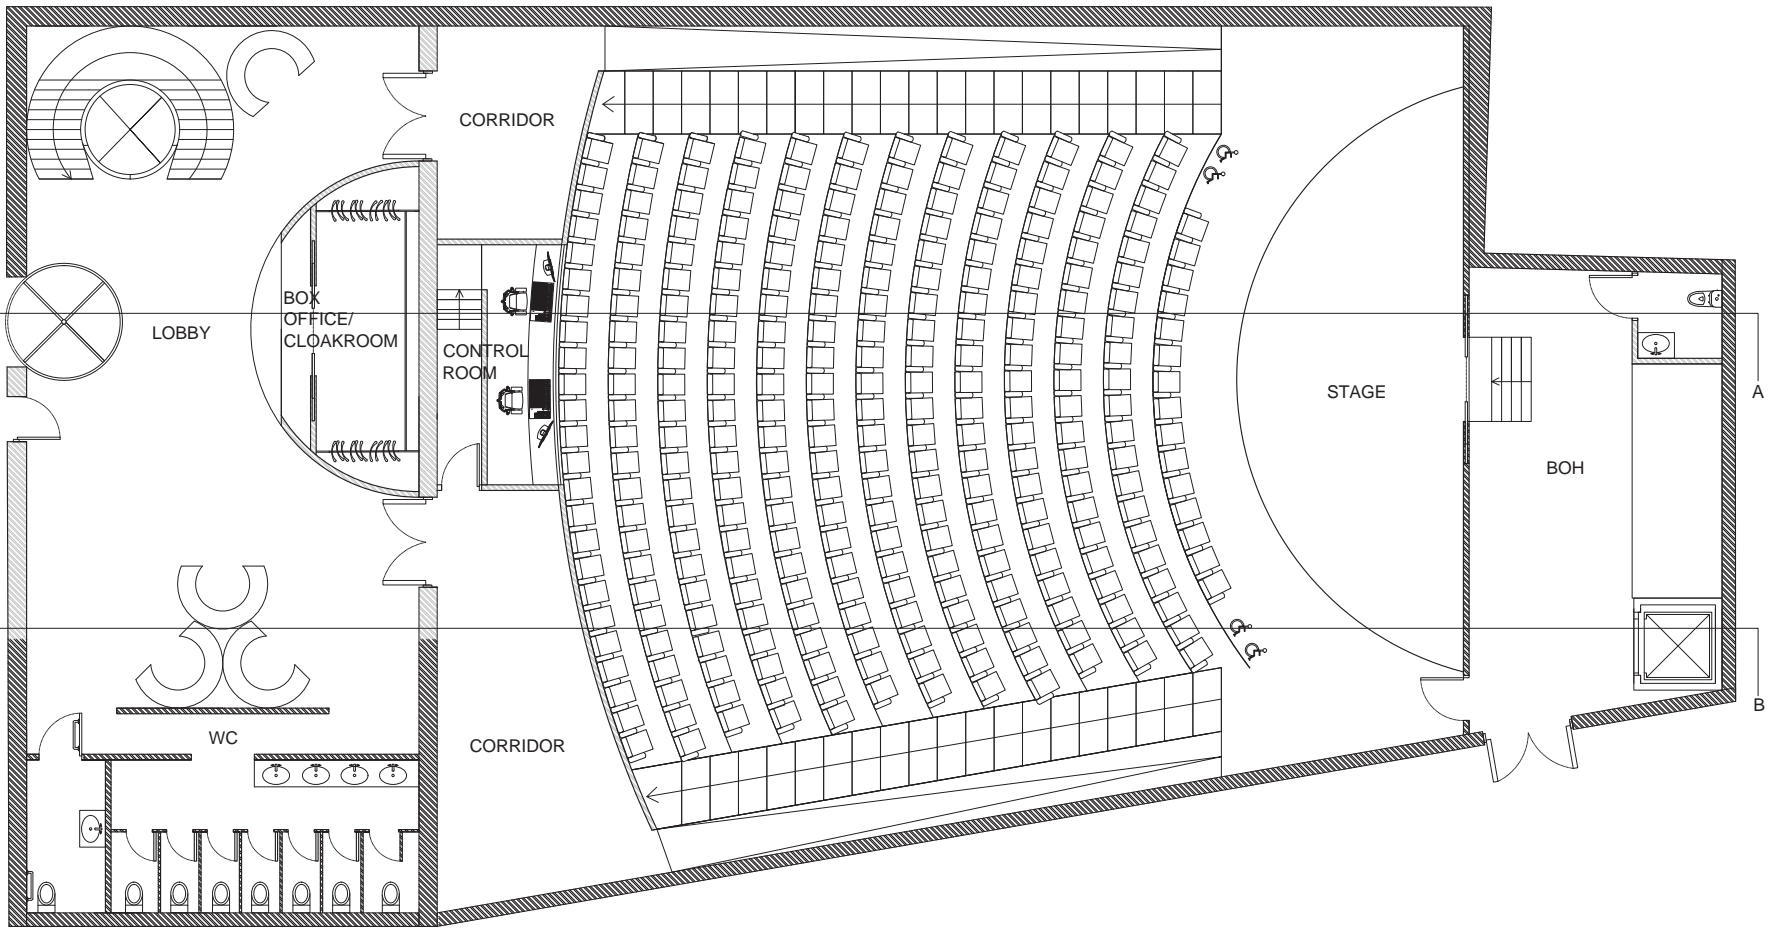 CORRIDOR
BOX
OFFICE/
CLOAKROOM
LOBBY
CONTROL
ROOM
STAGE
A
BOH
B
WC
CORRIDOR